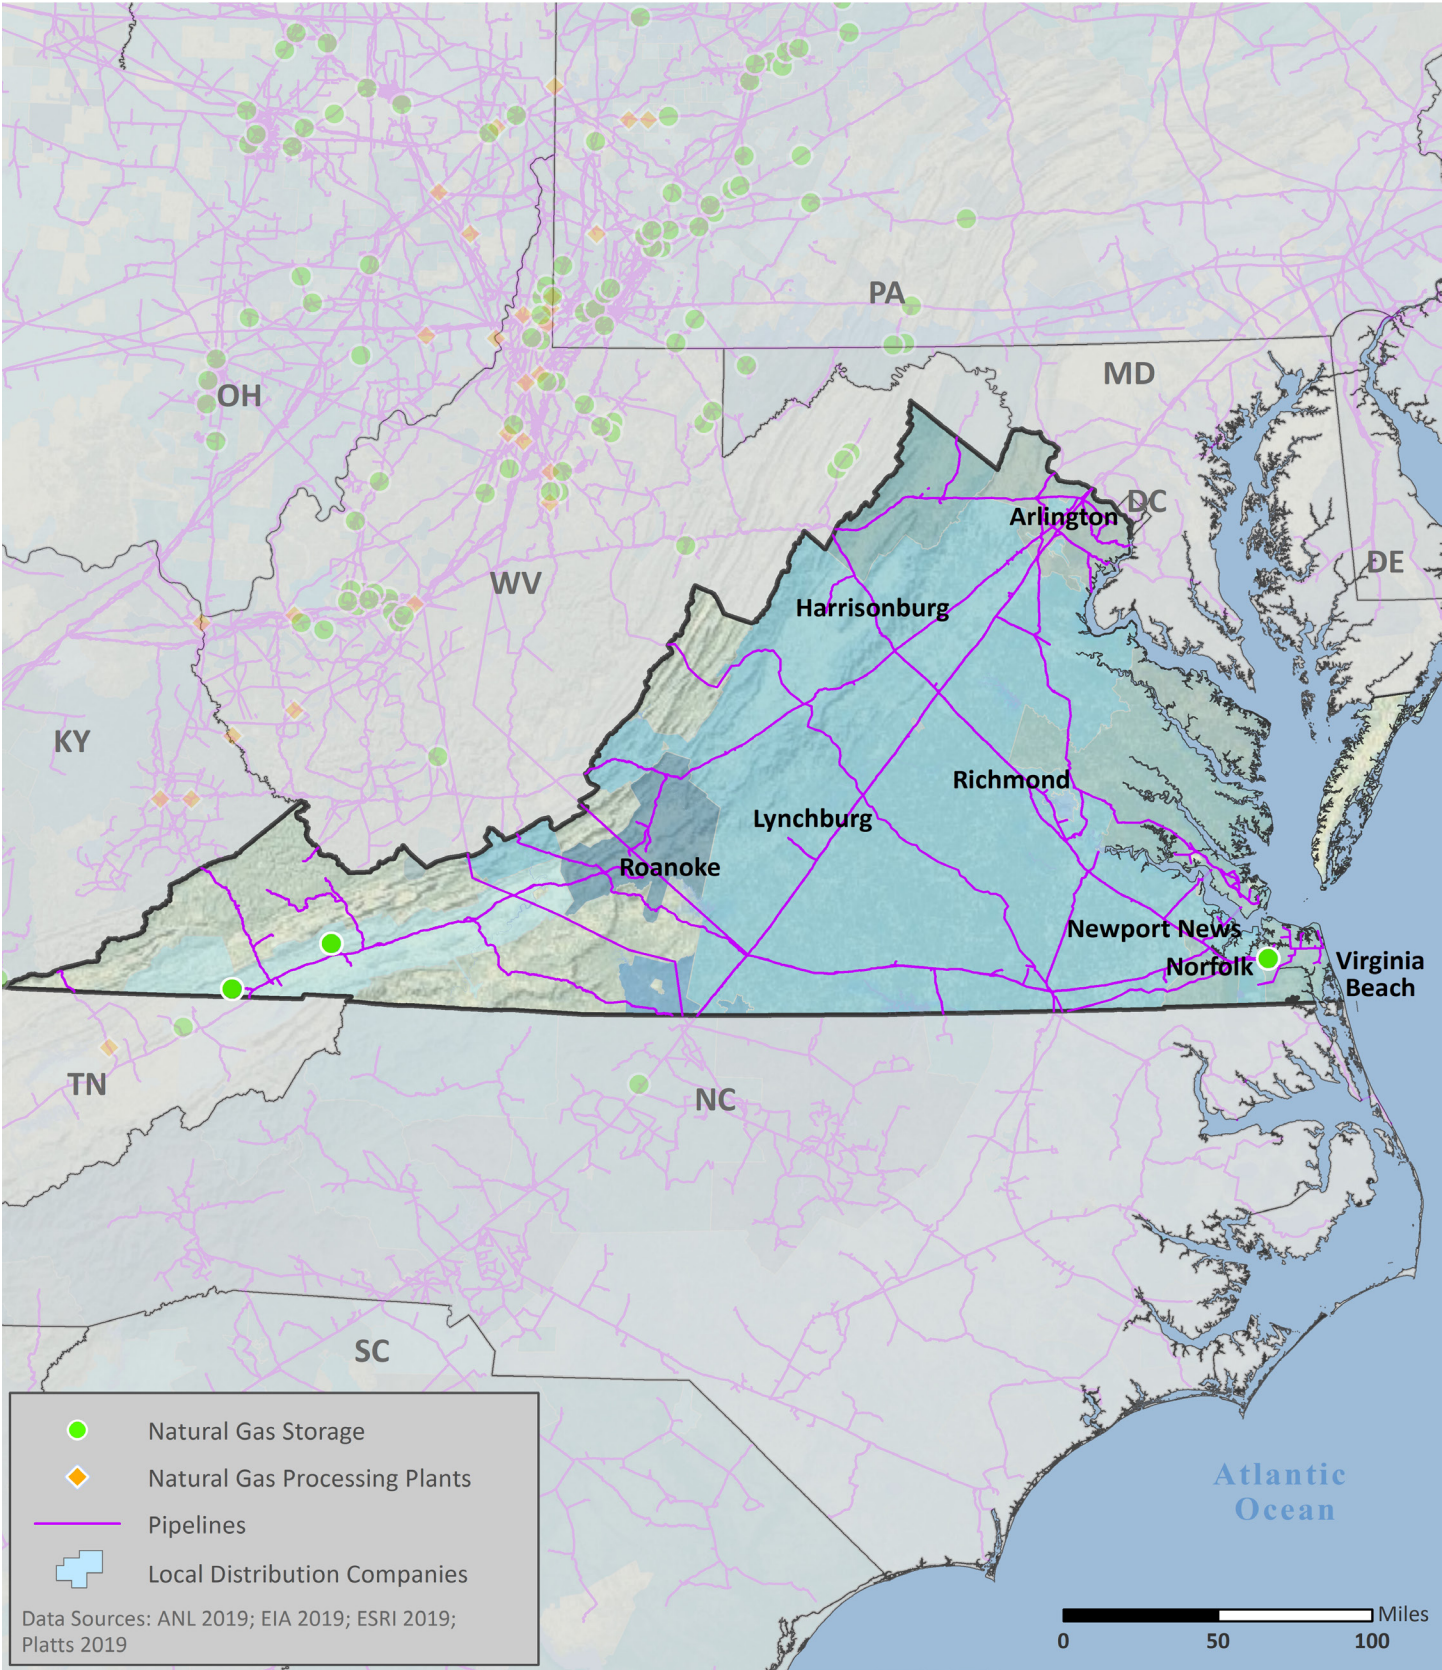 PA
MD
OH
DC
Arlington
DE
WV
Harrisonburg
KY
Richmond
Lynchburg
Roanoke
Newport News
Norfolk
Virginia
Beach
TN
NC
SC
Natural Gas Storage
Natural Gas Processing Plants
Pipelines
Local Distribution Companies
Data Sources: ANL 2019; EIA 2019; ESRI 2019;
Platts 2019
Atlantic
Ocean
Miles
0 50 100